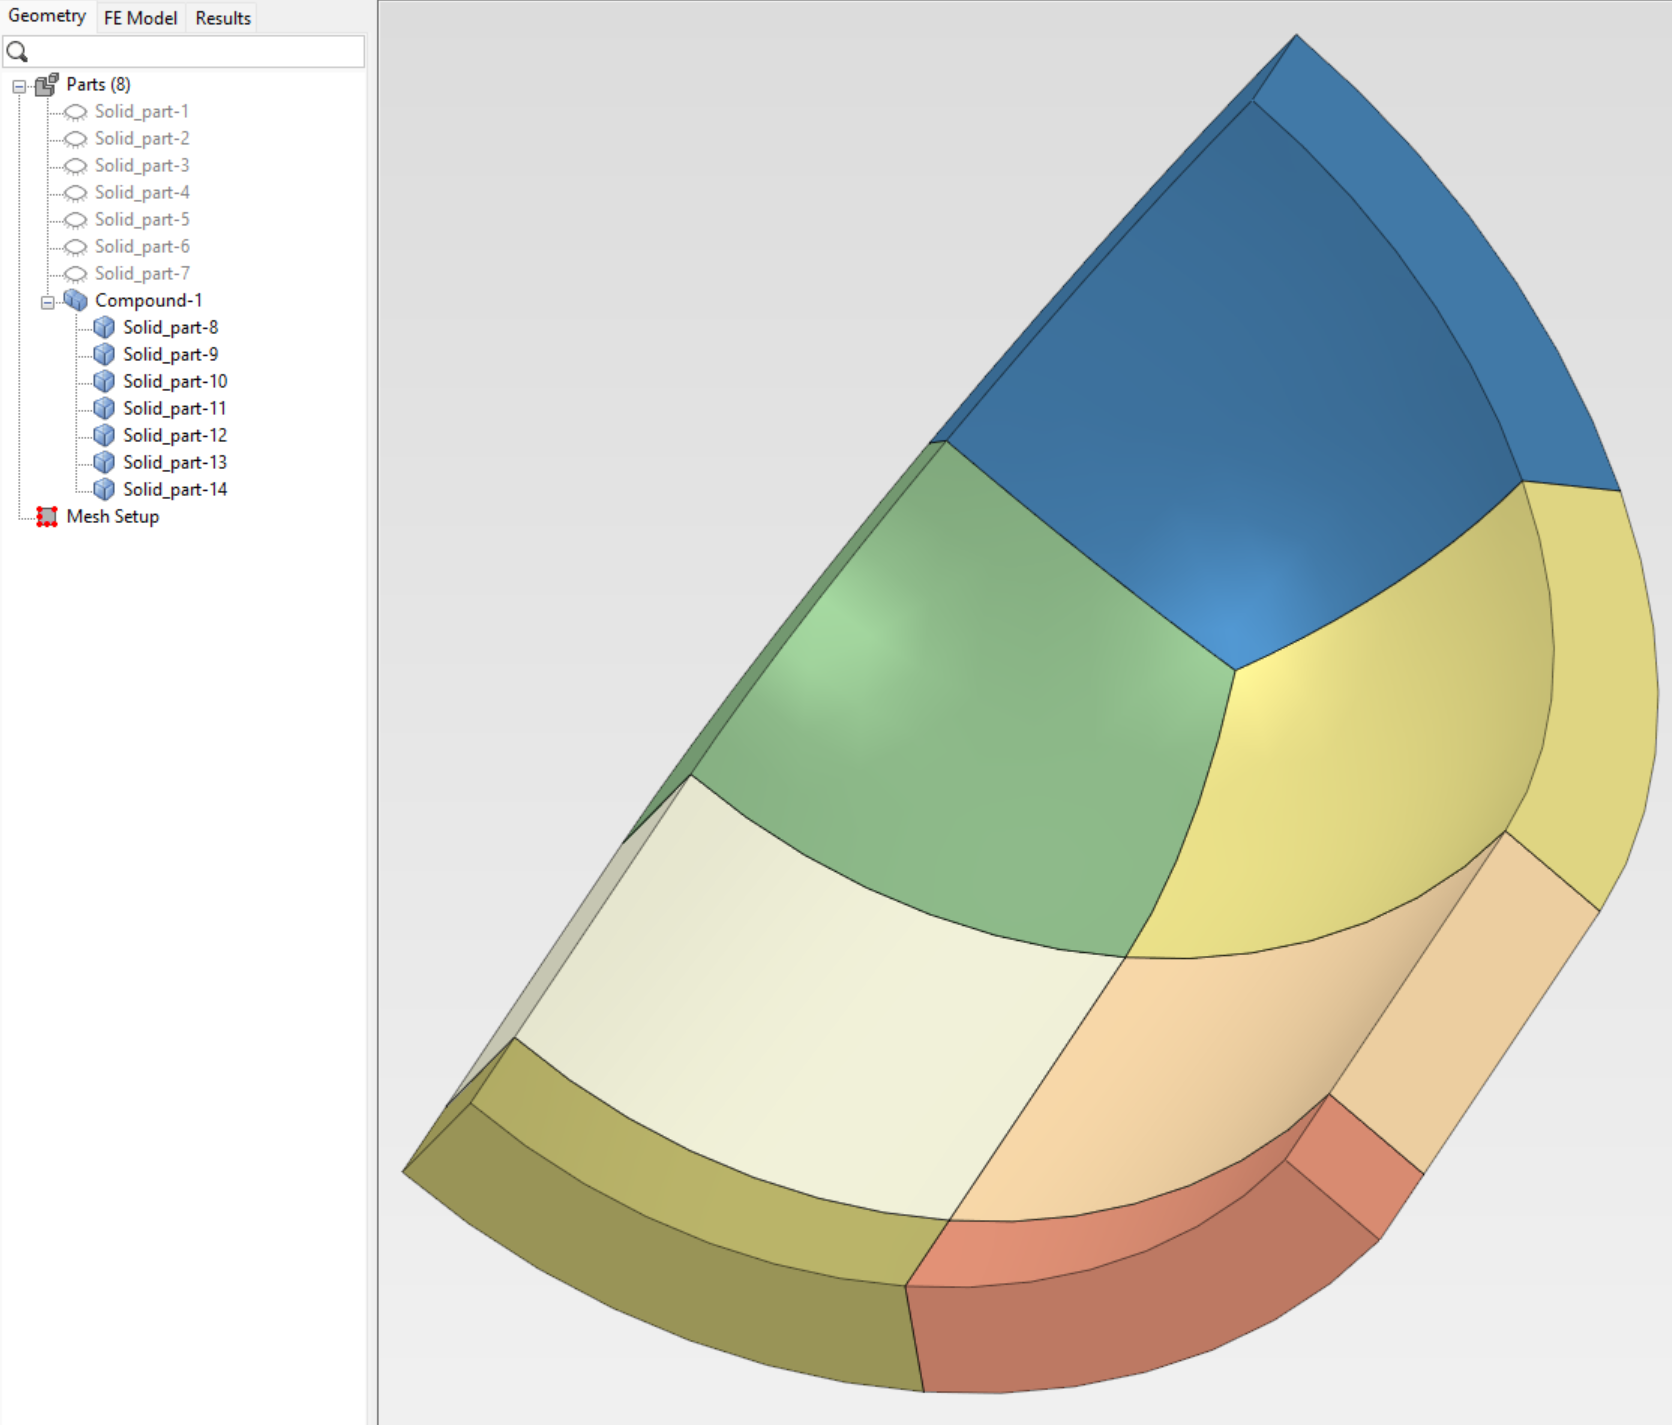 Geometry FE Model Results
Parts (8)
Solid_part-1
Solid_part-2
Solid_part-3
Solid_part-4
Solid_part-5
Solid_part-6
Solid_part-7
Compound-1
Solid_part-8
Solid_part-9
Solid_part-10
Solid_part-11
Solid_part-12
Solid_part-13
Solid_part-14
Mesh Setup